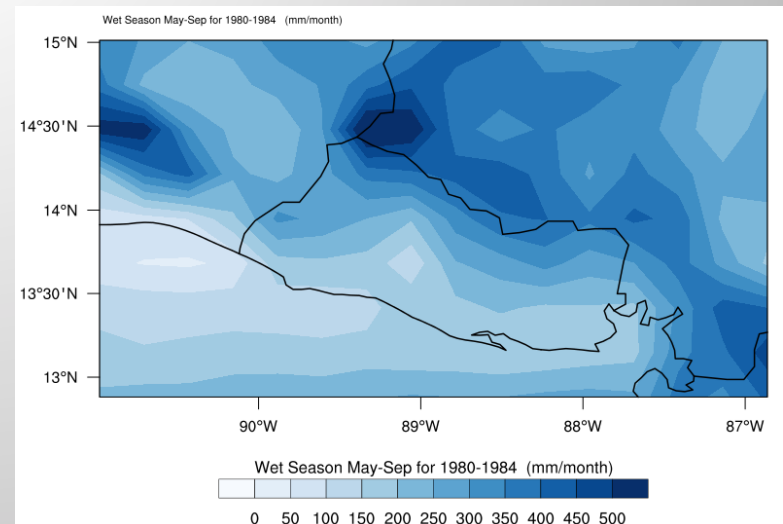 Wet Season May-Sep for 1980-1984 (mm/month)
15°N
14°30'N
14°N
13°30'N
13°N
90°W 89°W 88°W 87°W
Wet Season May-Sep for 1980-1984 (mm/month)
0 50 100 150 200 250 300 350 400 450 500